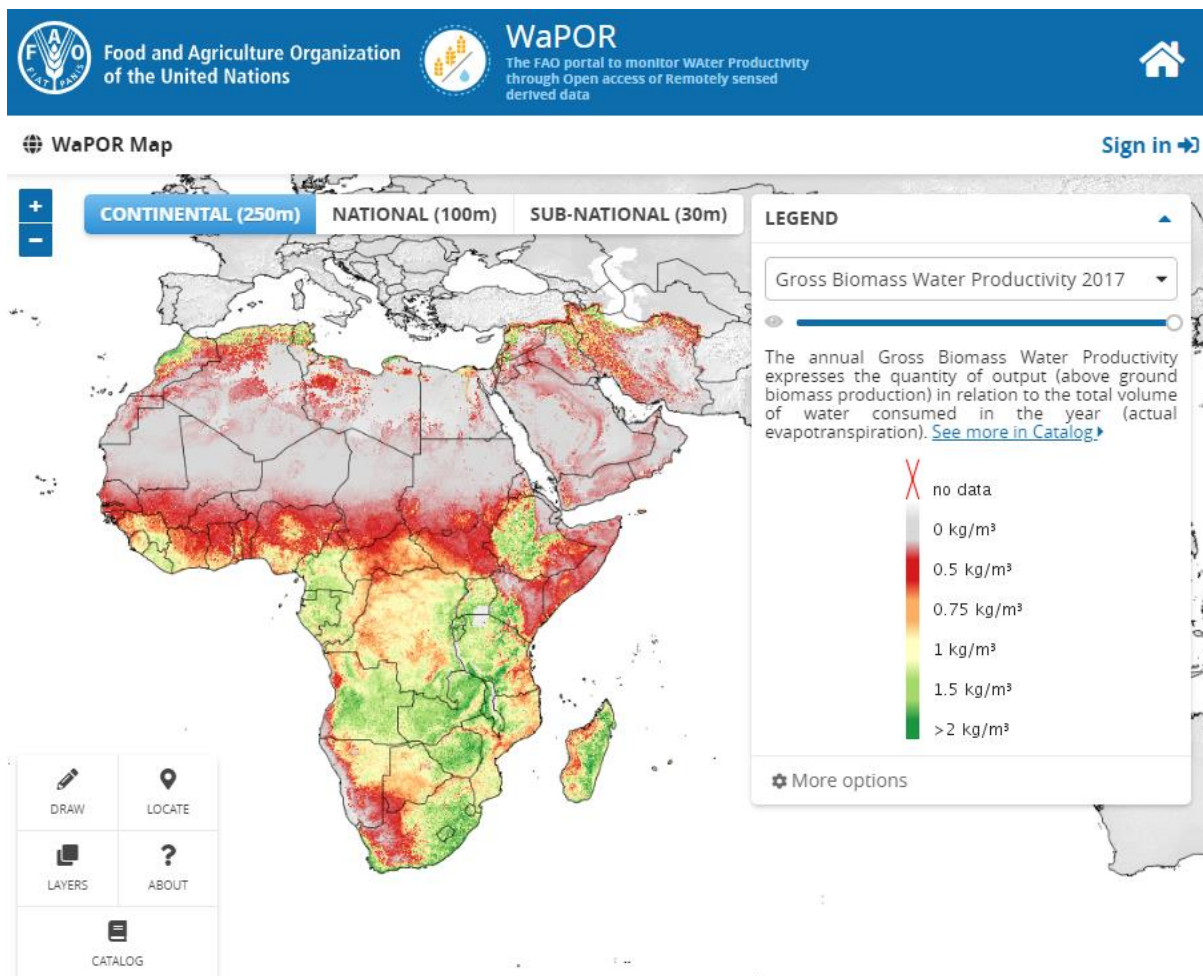 FAO
FIAT PANIS
Food and Agriculture Organization
of the United Nations
WaPOR
The FAO portal to monitor WAter Productivity
through Open access of Remotely sensed
derived data
WaPOR Map
Sign in
+
−
CONTINENTAL (250m)
NATIONAL (100m)
SUB-NATIONAL (30m)
LEGEND
Gross Biomass Water Productivity 2017
The annual Gross Biomass Water Productivity
expresses the quantity of output (above ground
biomass production) in relation to the total volume
of water consumed in the year (actual
evapotranspiration). See more in Catalog
no data
0 kg/m³
0.5 kg/m³
0.75 kg/m³
1 kg/m³
1.5 kg/m³
>2 kg/m³
More options
DRAW
LOCATE
LAYERS
?
ABOUT
CATALOG